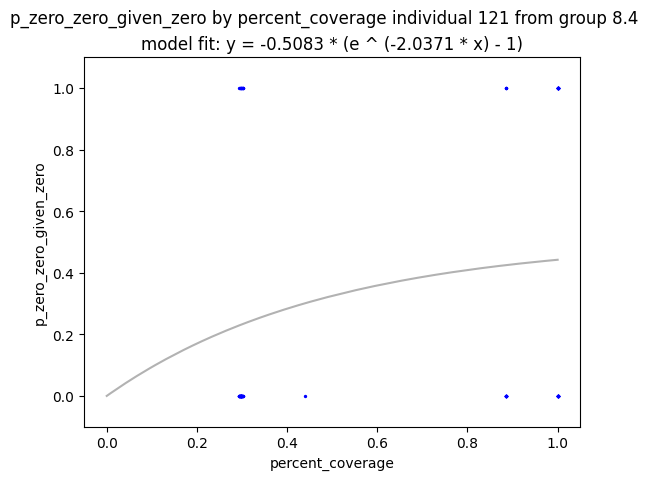 p_zero_zero_given_zero by percent_coverage individual 121 from group 8.4
model fit: y = -0.5083 * (e ^ (-2.0371 * x) - 1)
1.0
0.8
0.6
0.4
0.2
0.0
p_zero_zero_given_zero
0.0 0.2 0.4 0.6 0.8 1.0
percent_coverage